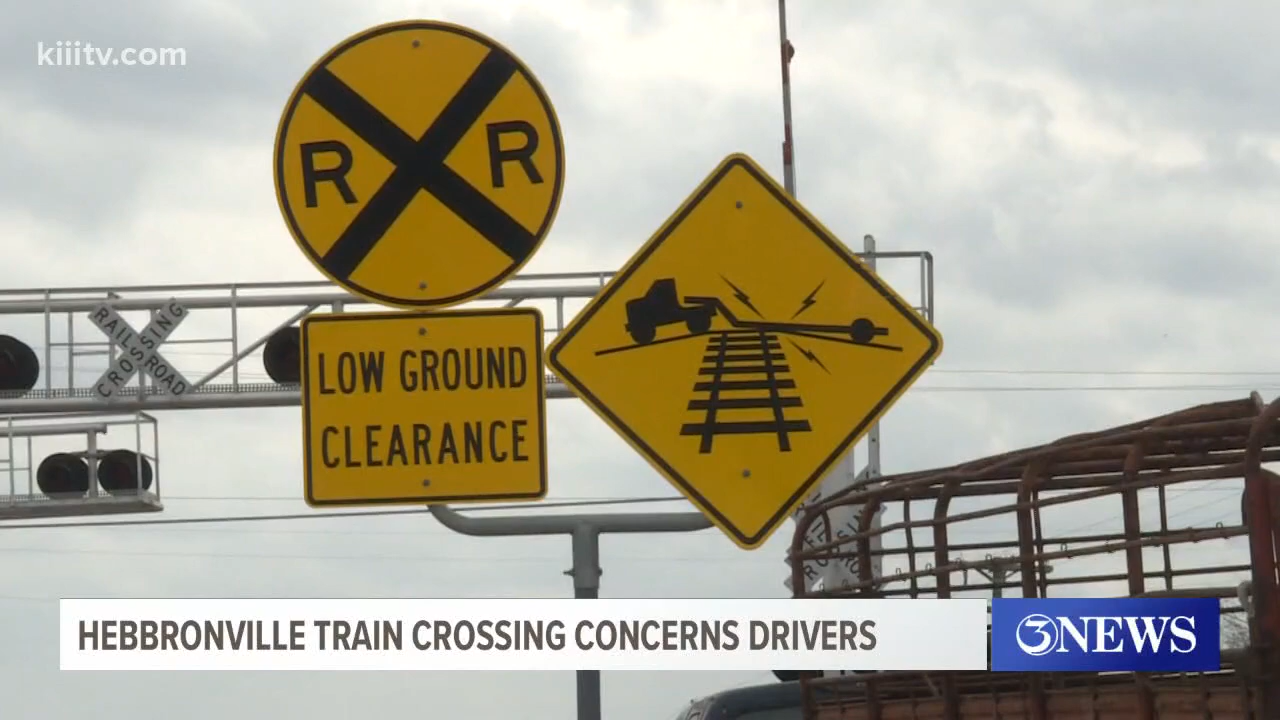 kiiitv.com
R R
RAILROAD
CROSSING
LOW GROUND
CLEARANCE
HEBBRONVILLE TRAIN CROSSING CONCERNS DRIVERS
3NEWS